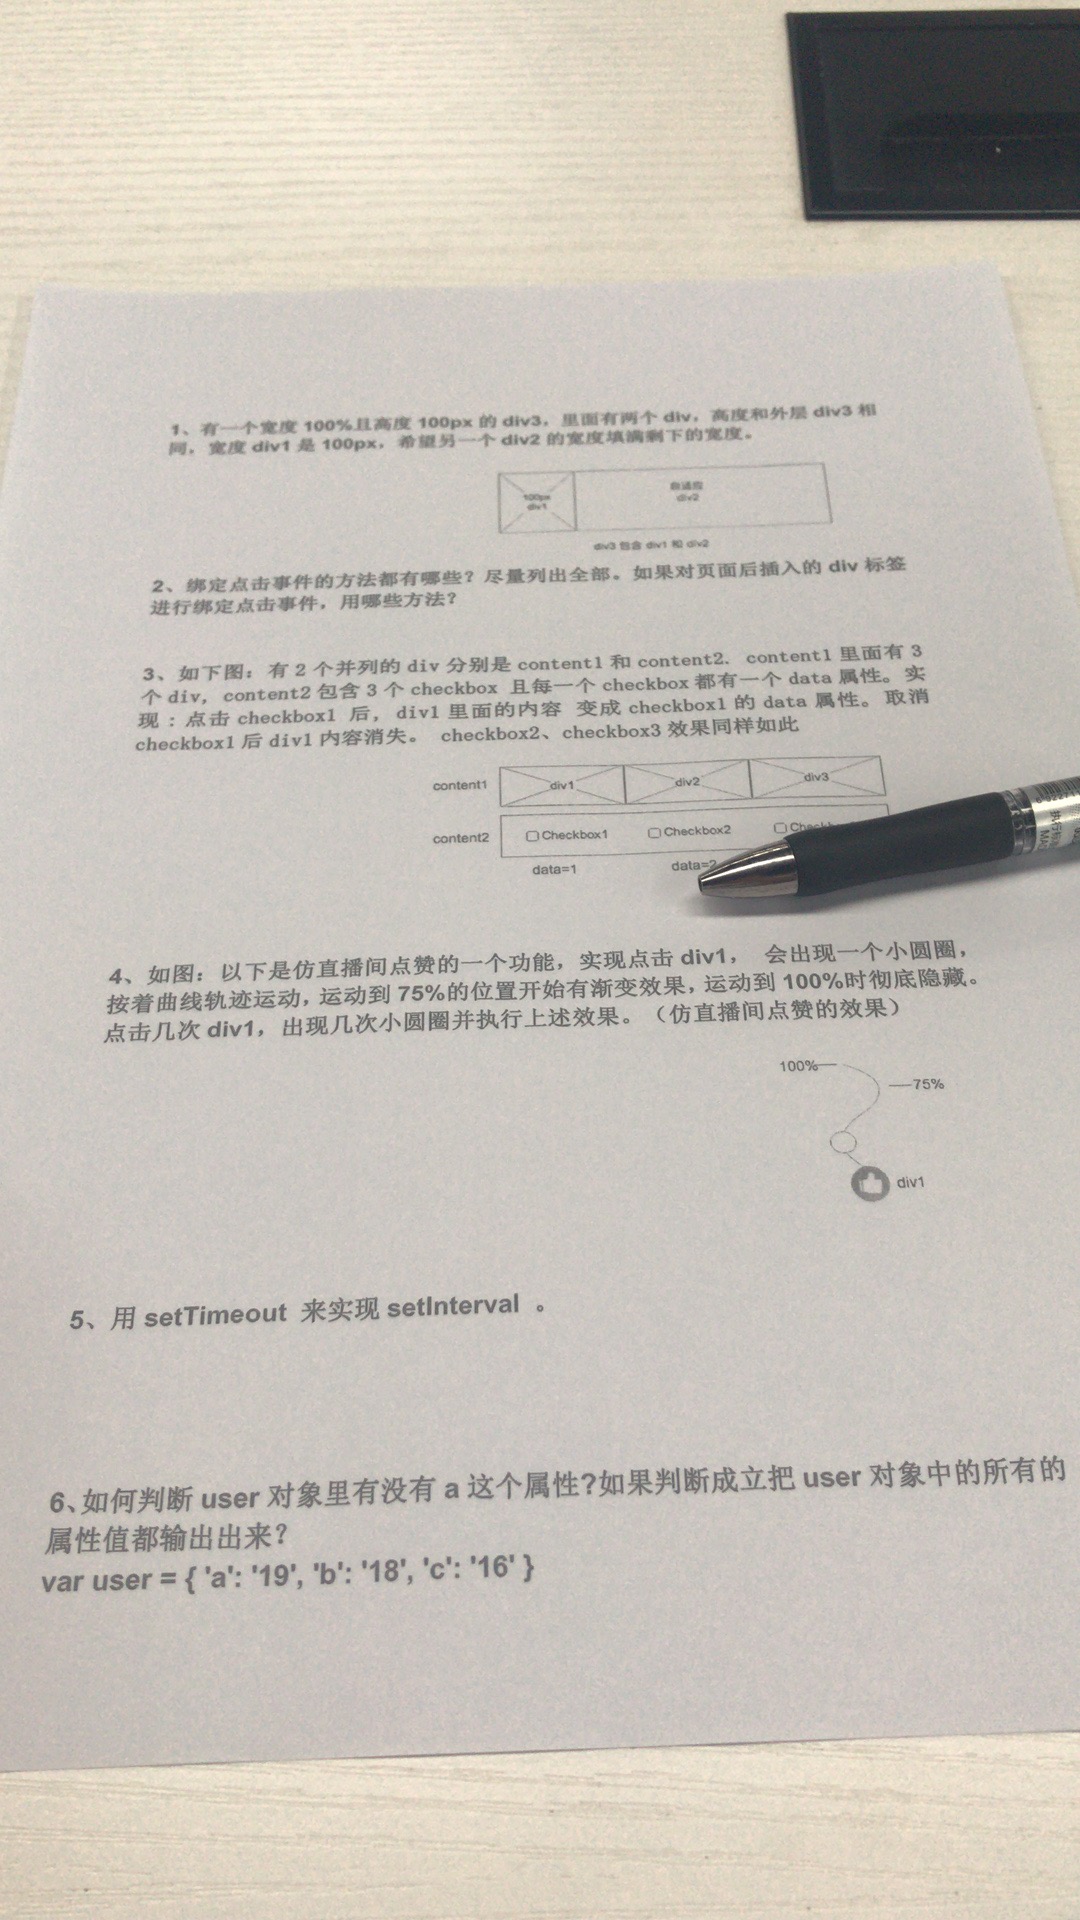 1、有一个宽度 100%且高度 100px 的 div3，里面有两个 div，高度和外层 div3 相
同，宽度 div1 是 100px，希望另一个 div2 的宽度填满剩下的宽度。
100px
div1
自适应
div2
div3 包含 div1 和 div2
2、绑定点击事件的方法都有哪些？尽量列出全部。如果对页面后插入的 div 标签
进行绑定点击事件，用哪些方法？
3、如下图：有 2 个并列的 div 分别是 content1 和 content2. content1 里面有 3
个 div, content2 包含 3 个 checkbox 且每一个 checkbox 都有一个 data 属性。实
现：点击 checkbox1 后, div1 里面的内容 变成 checkbox1 的 data 属性。取消
checkbox1 后 div1 内容消失。 checkbox2、checkbox3 效果同样如此
content1
div1
div2
div3
content2
Checkbox1
Checkbox2
data=1
data=2
4、如图：以下是仿直播间点赞的一个功能，实现点击 div1， 会出现一个小圆圈，
按着曲线轨迹运动，运动到 75%的位置开始有渐变效果，运动到 100%时彻底隐藏。
点击几次 div1，出现几次小圆圈并执行上述效果。（仿直播间点赞的效果）
100%
75%
div1
5、用 setTimeout 来实现 setInterval 。
6、如何判断 user 对象里有没有 a 这个属性?如果判断成立把 user 对象中的所有的
属性值都输出出来？
var user = { 'a': '19', 'b': '18', 'c': '16' }